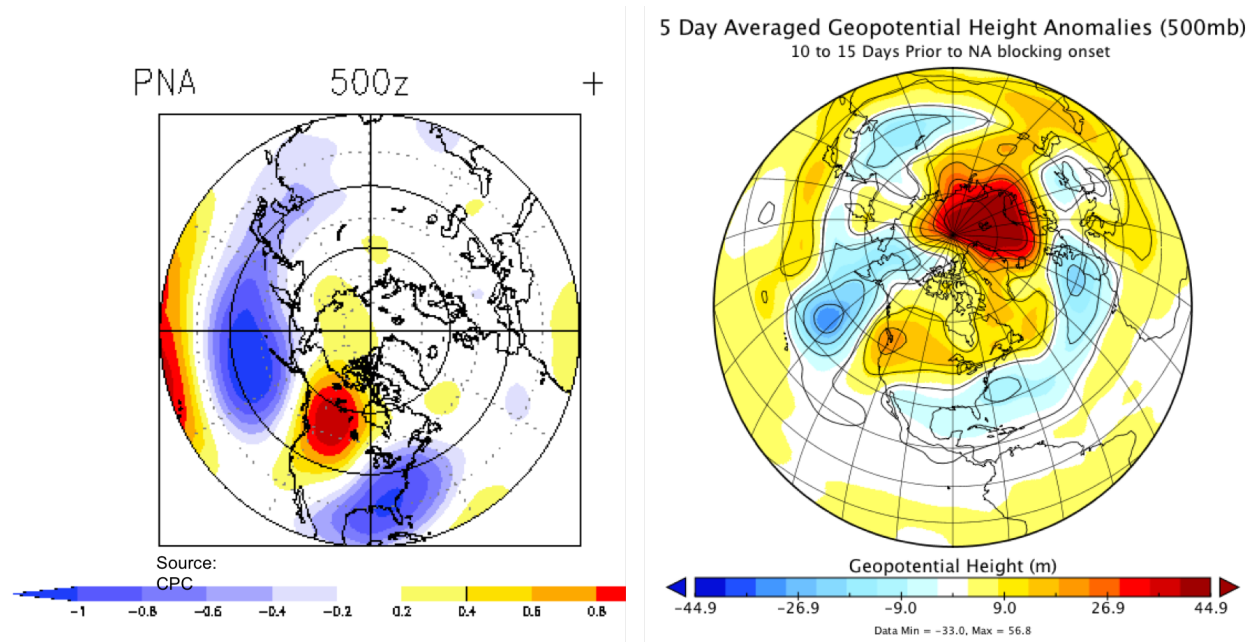 PNA 500z +
Source:
CPC
-1 -0.8 -0.6 -0.4 -0.2 0.2 0.4 0.6 0.8
5 Day Averaged Geopotential Height Anomalies (500mb)
10 to 15 Days Prior to NA blocking onset
Geopotential Height (m)
-44.9 -26.9 -9.0 9.0 26.9 44.9
Data Min = -33.0, Max = 56.8